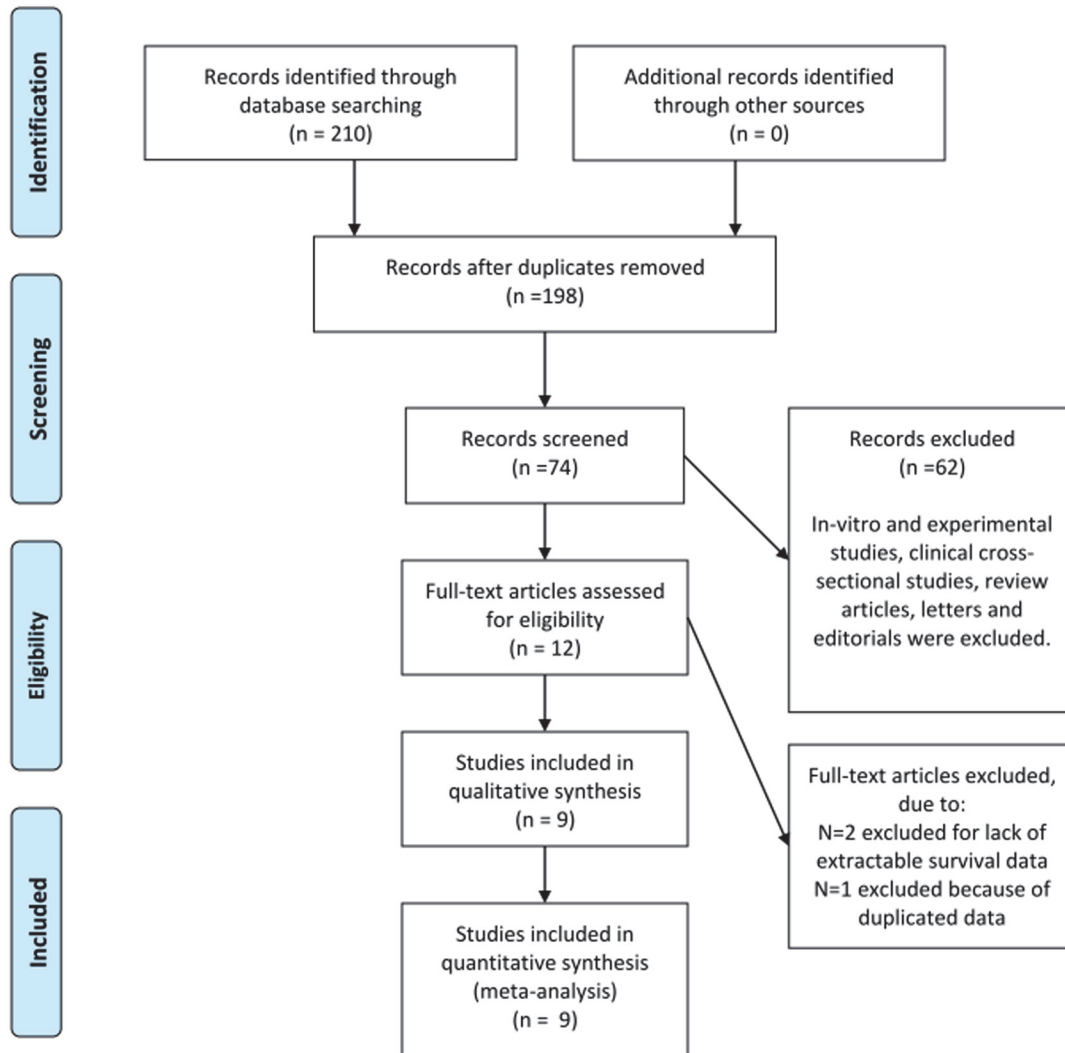 Identification
Records identified through
database searching
(n = 210)
Additional records identified
through other sources
(n = 0)
Records after duplicates removed
(n =198)
Screening
Records screened
(n =74)
Records excluded
(n =62)
In-vitro and experimental
studies, clinical cross-
sectional studies, review
articles, letters and
editorials were excluded.
Eligibility
Full-text articles assessed
for eligibility
(n = 12)
Full-text articles excluded,
due to:
N=2 excluded for lack of
extractable survival data
N=1 excluded because of
duplicated data
Studies included in
qualitative synthesis
(n = 9)
Included
Studies included in
quantitative synthesis
(meta-analysis)
(n =  9)